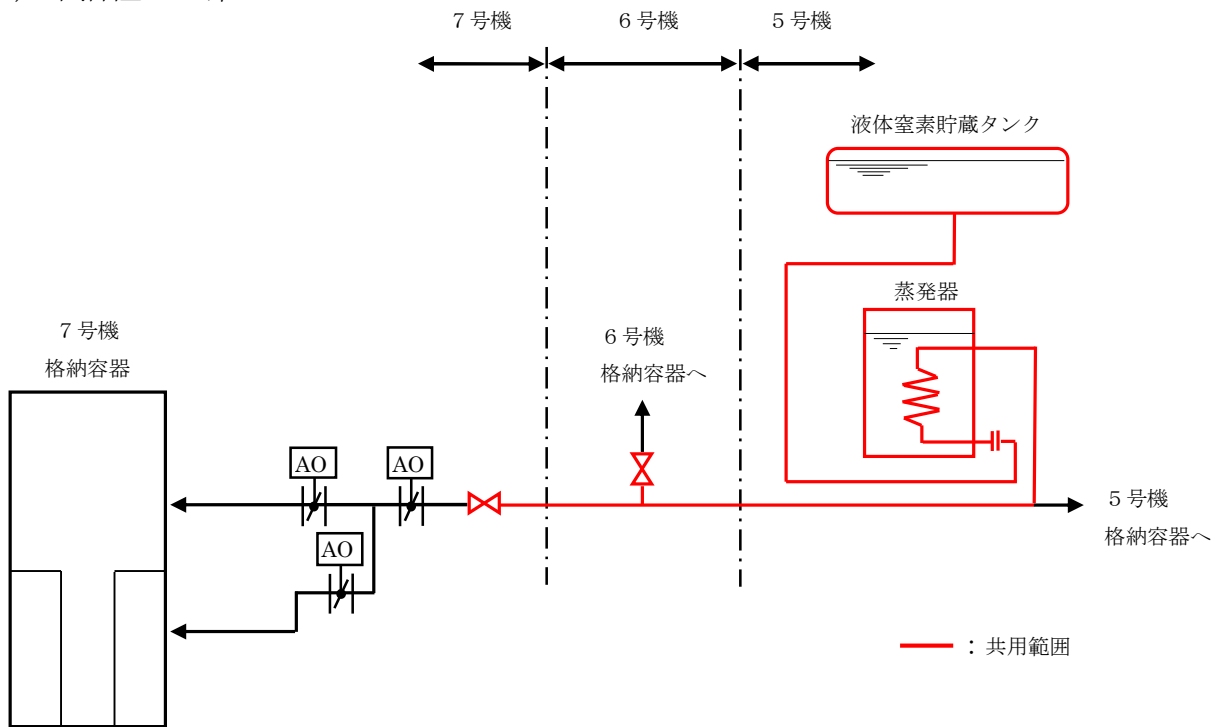 ７号機
６号機
５号機
液体窒素貯蔵タンク
蒸発器
７号機
格納容器
６号機
格納容器へ
AO
AO
AO
５号機
格納容器へ
：共用範囲